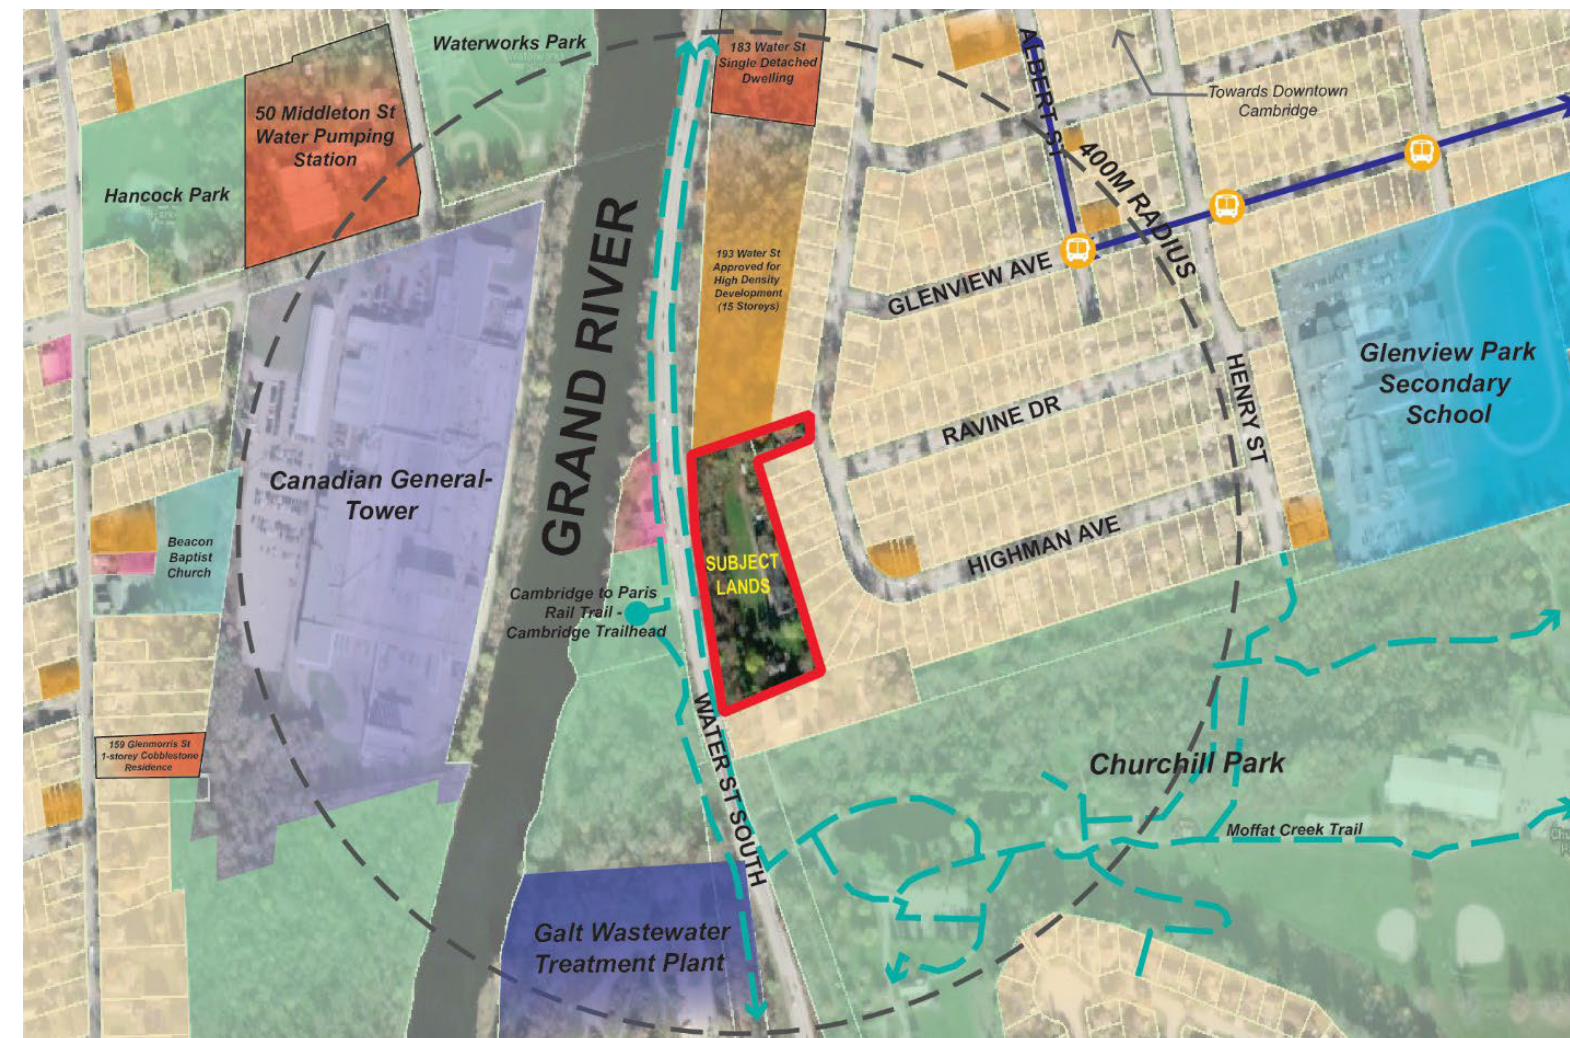 Waterworks Park
183 Water St
Single Detached
Dwelling
ALBERT ST
Towards Downtown
Cambridge
50 Middleton St
Water Pumping
Station
Hancock Park
400M RADIUS
GRAND RIVER
193 Water St
Approved for
High Density
Development
(15 Storeys)
GLENVIEW AVE
HENRY ST
Glenview Park
Secondary
School
RAVINE DR
Canadian General-
Tower
HIGHMAN AVE
Beacon
Baptist
Church
SUBJECT
LANDS
Cambridge to Paris
Rail Trail -
Cambridge Trailhead
WATER ST SOUTH
159 Glenmorris St
1-storey Cobblestone
Residence
Churchill Park
Moffat Creek Trail
Galt Wastewater
Treatment Plant